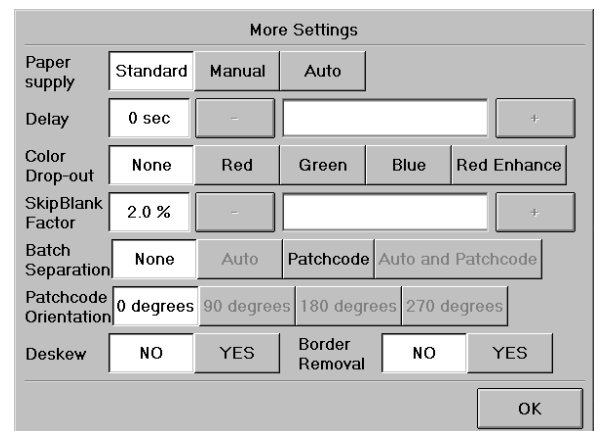 More Settings
Paper supply Standard Manual Auto
Delay 0 sec - +
Color Drop-out None Red Green Blue Red Enhance
SkipBlank Factor 2.0 % - +
Batch Separation None Auto Patchcode Auto and Patchcode
Patchcode Orientation 0 degrees 90 degrees 180 degrees 270 degrees
Deskew NO YES Border Removal NO YES
OK